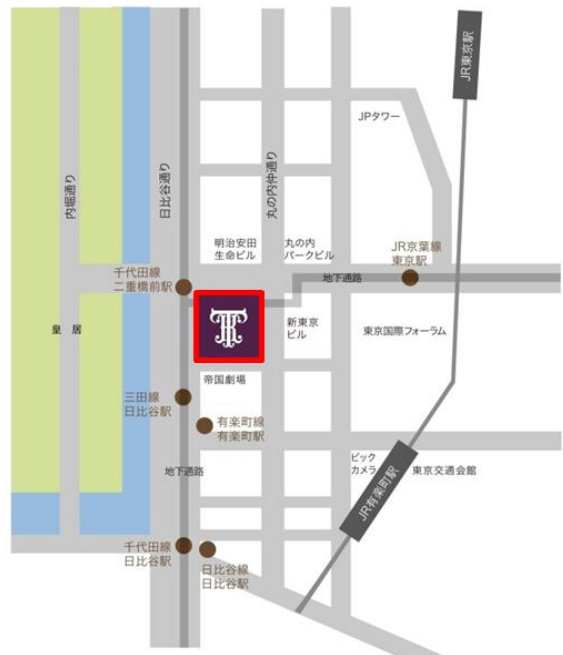 JR東京駅
JPタワー
内堀通り
日比谷通り
丸の内仲通り
明治安田
生命ビル
丸の内
パークビル
JR京葉線
東京駅
千代田線
二重橋前駅
地下通路
皇 居
新東京
ビル
東京国際フォーラム
帝国劇場
三田線
日比谷駅
有楽町線
有楽町駅
地下通路
ビック
カメラ
東京交通会館
JR有楽町駅
千代田線
日比谷駅
日比谷線
日比谷駅